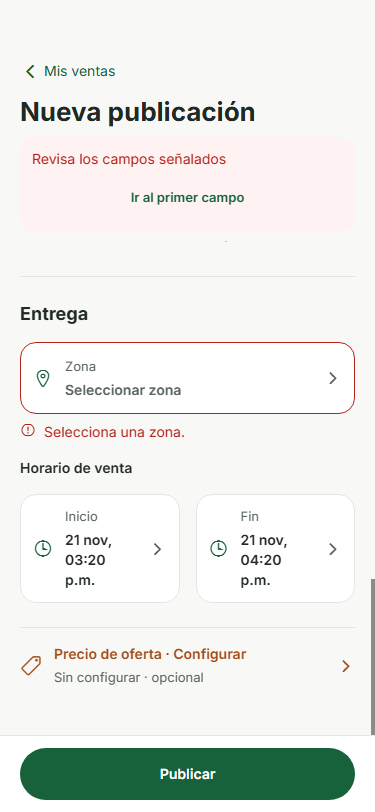 Mis ventas
Nueva publicación
Revisa los campos señalados
Ir al primer campo
Entrega
Zona
Seleccionar zona
Selecciona una zona.
Horario de venta
Inicio
21 nov,
03:20
p.m.
Fin
21 nov,
04:20
p.m.
Precio de oferta · Configurar
Sin configurar · opcional
Publicar